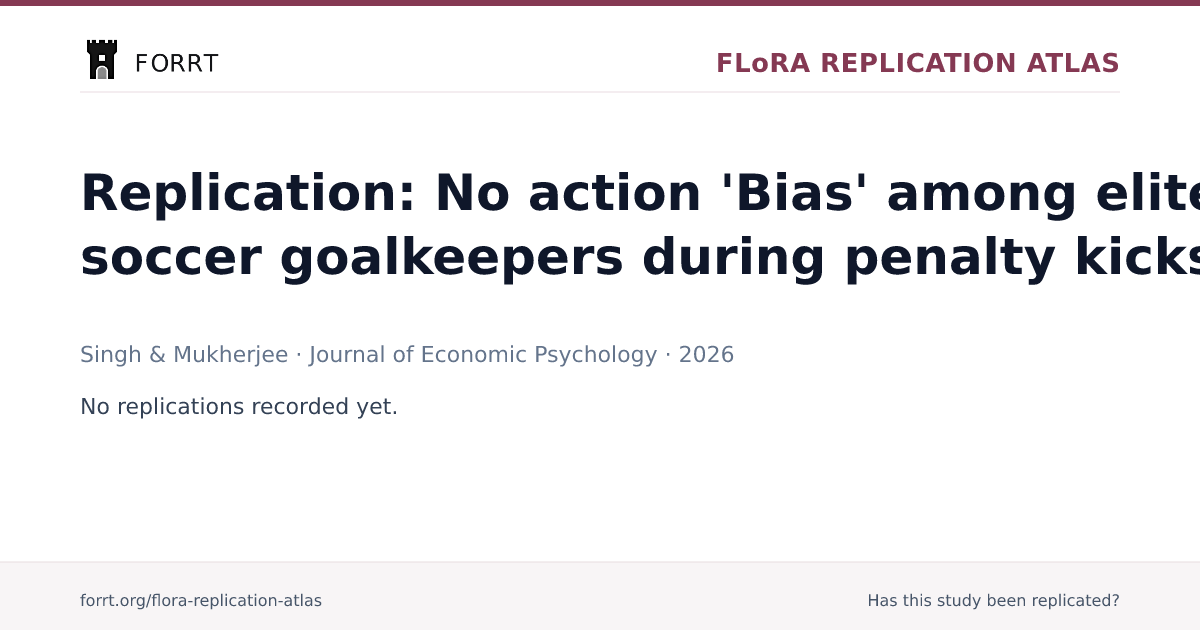 FORRT
FLoRA REPLICATION ATLAS
Replication: No action 'Bias' among elite
soccer goalkeepers during penalty kicks
Singh & Mukherjee · Journal of Economic Psychology · 2026
No replications recorded yet.
forrt.org/flora-replication-atlas
Has this study been replicated?